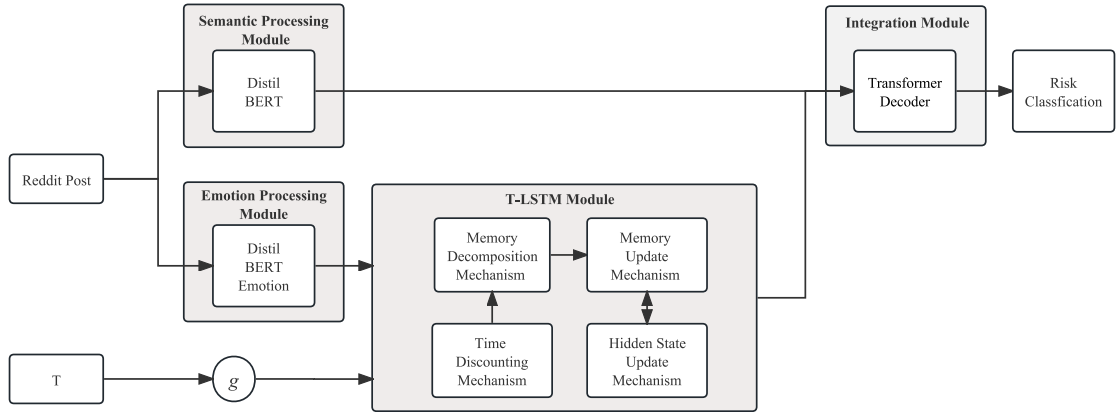 Semantic Processing
Module
Distil
BERT
Integration Module
Transformer
Decoder
Risk
Classfication
Reddit Post
Emotion Processing
Module
Distil
BERT
Emotion
T-LSTM Module
Memory
Decomposition
Mechanism
Memory
Update
Mechanism
Time
Discounting
Mechanism
Hidden State
Update
Mechanism
T
g